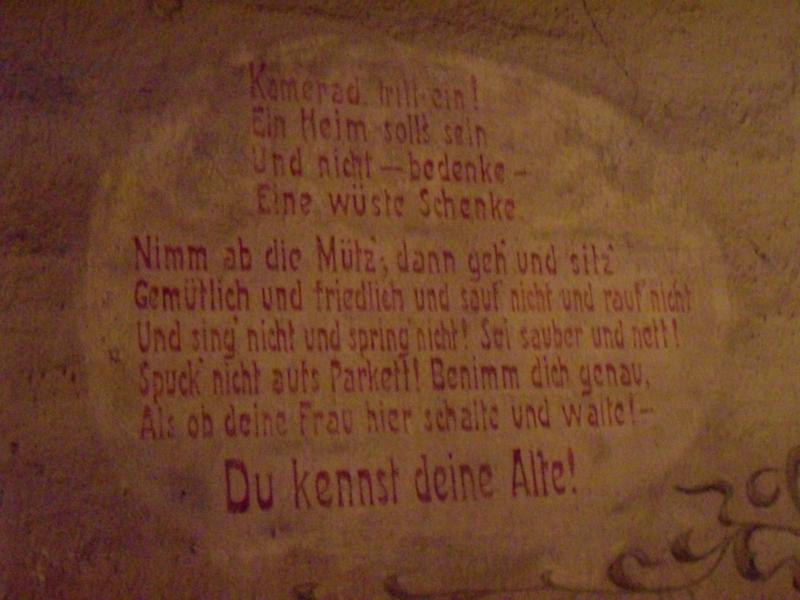 Kamerad tritt ein!
Ein Heim soll's sein
Und nicht – bedenke –
Eine wüste Schenke
Nimm ab die Mütz', dann geh' und sitz'
Gemütlich und friedlich und sauf' nicht und rauf' nicht
Und sing' nicht und spring' nicht! Sei sauber und nett!
Spuck' nicht aufs Parkett! Benimm dich genau,
Als ob deine Frau hier schalte und walte! –
Du kennst deine Alte!